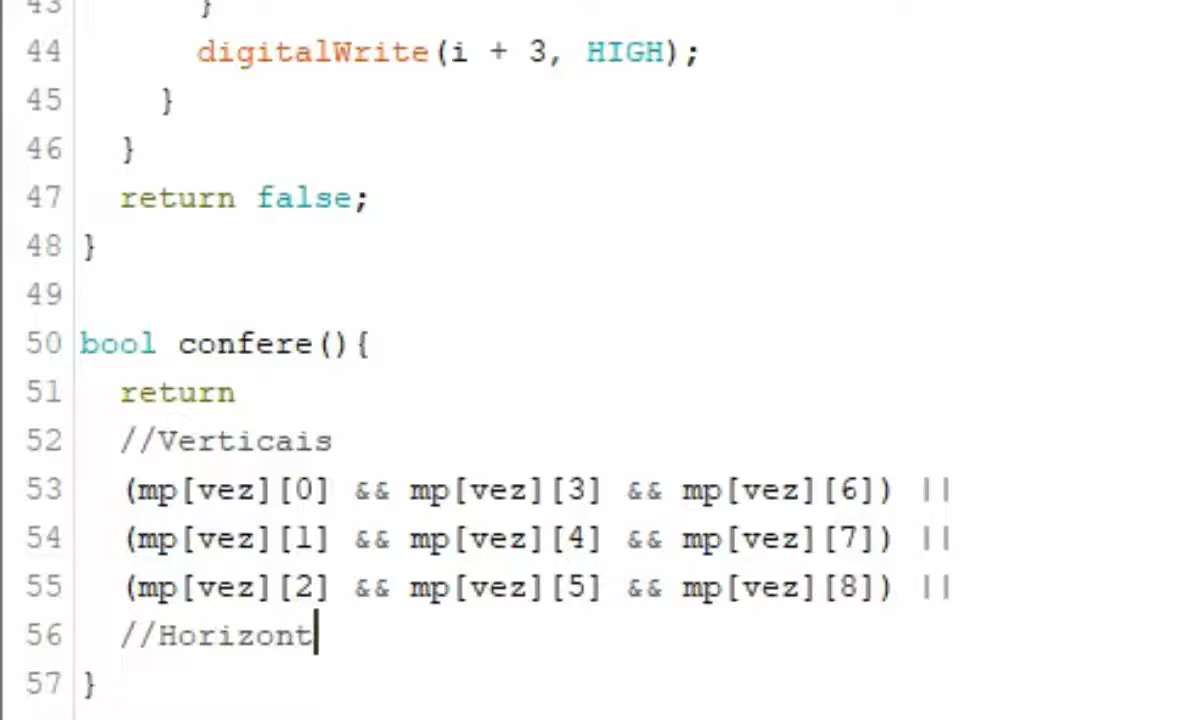 43 }
44 digitalWrite(i + 3, HIGH);
45 }
46 }
47 return false;
48 }
49
50 bool confere(){
51 return
52 //Verticais
53 (mp[vez][0] && mp[vez][3] && mp[vez][6]) ||
54 (mp[vez][1] && mp[vez][4] && mp[vez][7]) ||
55 (mp[vez][2] && mp[vez][5] && mp[vez][8]) ||
56 //Horizont
57 }